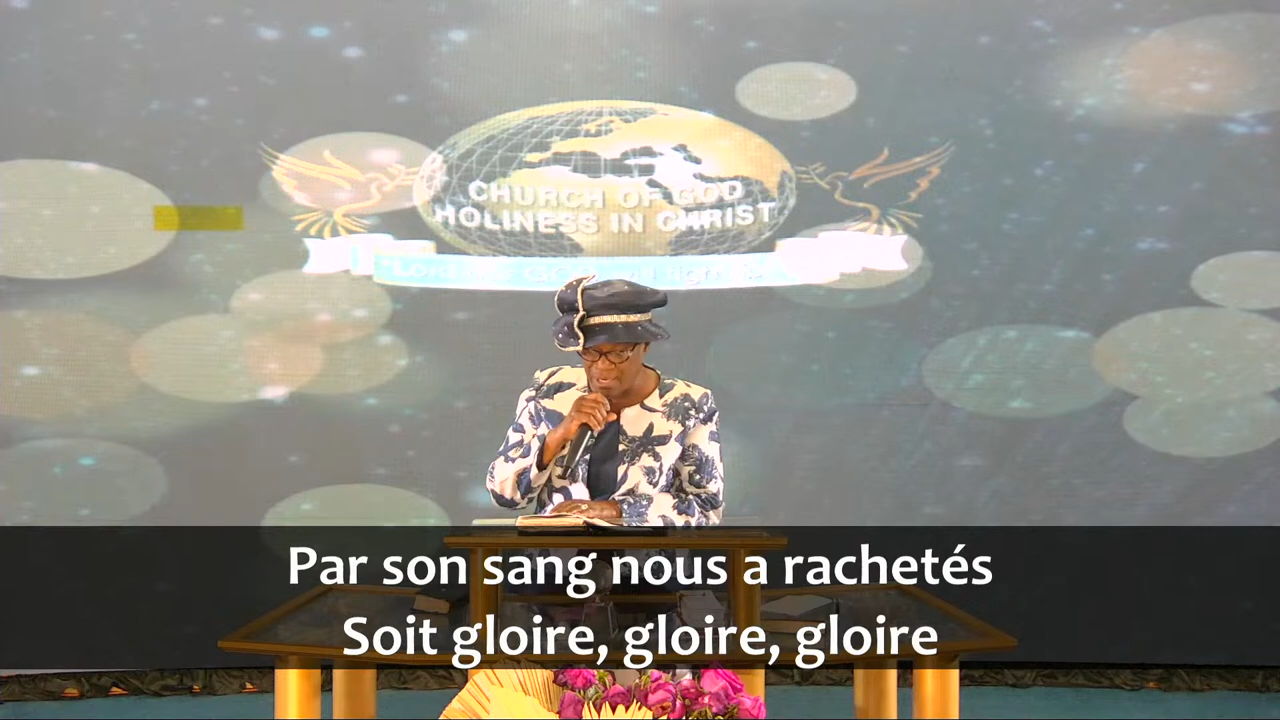 CHURCH OF GOD
HOLINESS IN CHRIST
Par son sang nous a rachetés
Soit gloire, gloire, gloire